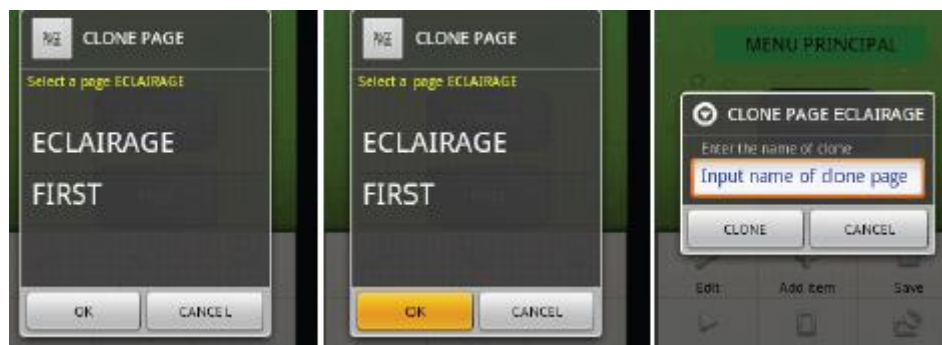 CLONE PAGE
Select a page ECLAIRAGE
ECLAIRAGE
FIRST
OK
CANCEL
CLONE PAGE
Select a page ECLAIRAGE
ECLAIRAGE
FIRST
OK
CANCEL
MENU PRINCIPAL
CLONE PAGE ECLAIRAGE
Enter the name of clone
Input name of clone page
CLONE
CANCEL
Edit
Add item
Save